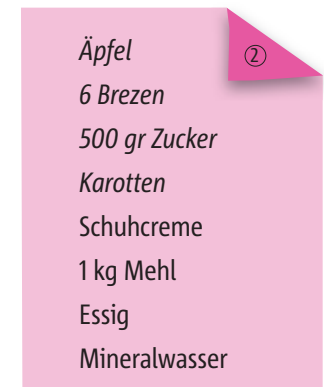 ②
Äpfel
6 Brezen
500 gr Zucker
Karotten
Schuhcreme
1 kg Mehl
Essig
Mineralwasser